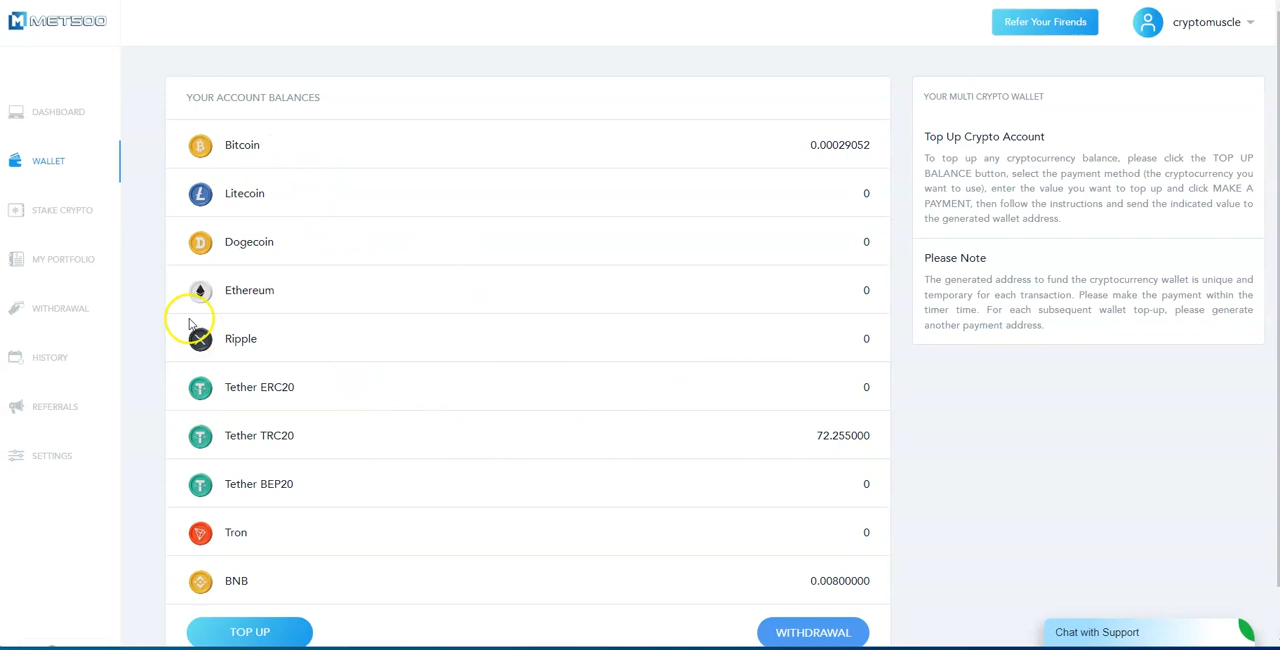 METSOO
Refer Your Firends
cryptomuscle
DASHBOARD
WALLET
STAKE CRYPTO
MY PORTFOLIO
WITHDRAWAL
HISTORY
REFERRALS
SETTINGS
YOUR ACCOUNT BALANCES
Bitcoin 0.00029052
Litecoin 0
Dogecoin 0
Ethereum 0
Ripple 0
Tether ERC20 0
Tether TRC20 72.255000
Tether BEP20 0
Tron 0
BNB 0.00800000
TOP UP WITHDRAWAL
YOUR MULTI CRYPTO WALLET
Top Up Crypto Account
To top up any cryptocurrency balance, please click the TOP UP
BALANCE button, select the payment method (the cryptocurrency you
want to use), enter the value you want to top up and click MAKE A
PAYMENT, then follow the instructions and send the indicated value to
the generated wallet address.
Please Note
The generated address to fund the cryptocurrency wallet is unique and
temporary for each transaction. Please make the payment within the
timer time. For each subsequent wallet top-up, please generate
another payment address.
Chat with Support